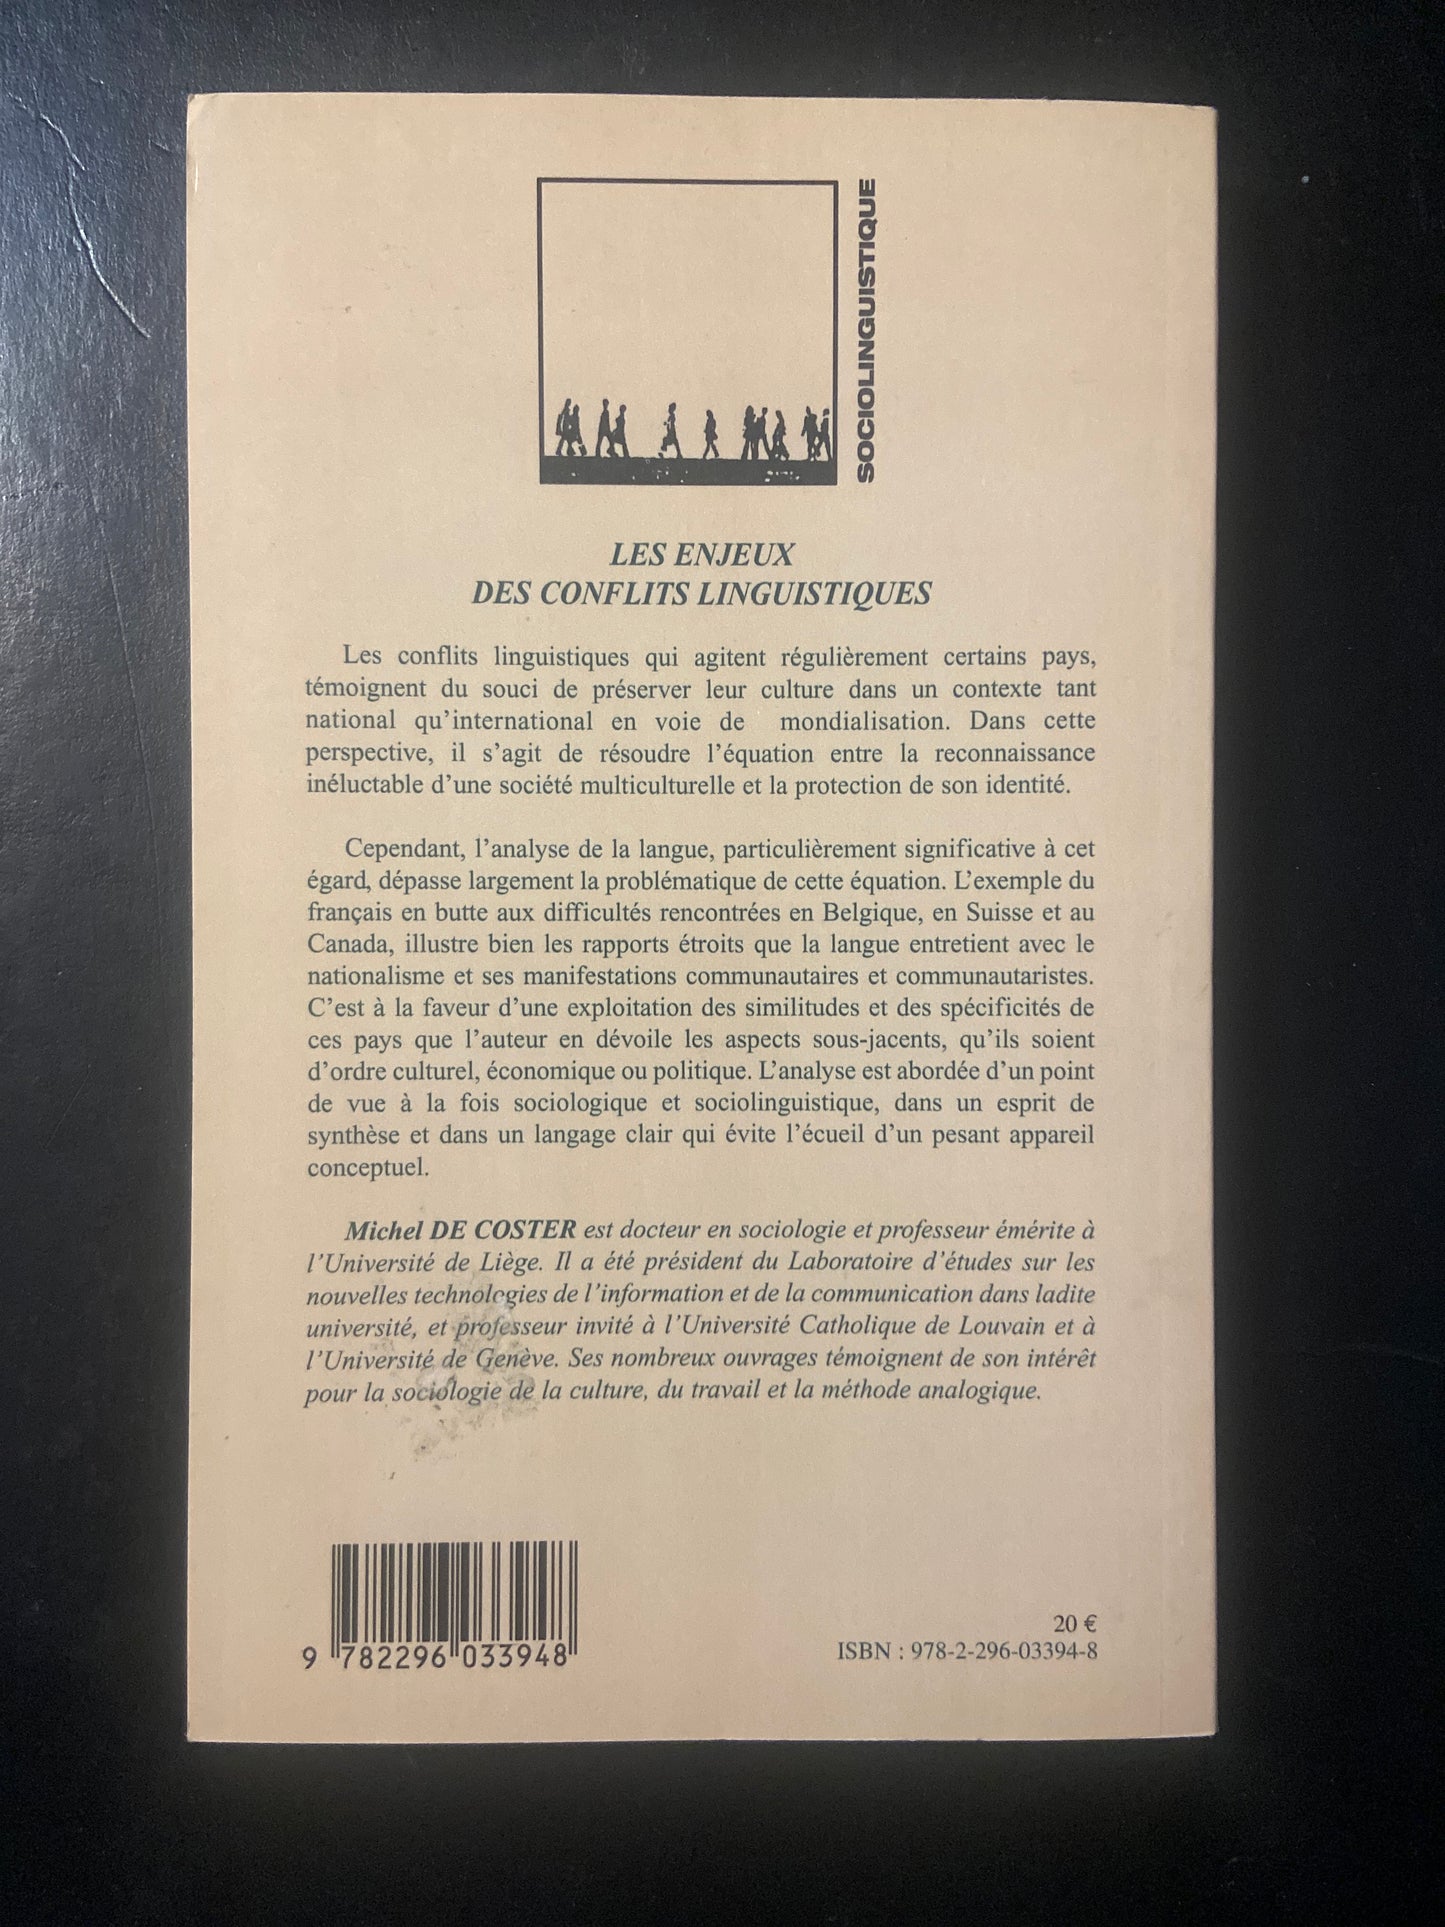 SOCIOLINGUISTIQUE
LES ENJEUX
DES CONFLITS LINGUISTIQUES
Les conflits linguistiques qui agitent régulièrement certains pays,
témoignent du souci de préserver leur culture dans un contexte tant
national qu’international en voie de mondialisation. Dans cette
perspective, il s’agit de résoudre l’équation entre la reconnaissance
inéluctable d’une société multiculturelle et la protection de son identité.
Cependant, l’analyse de la langue, particulièrement significative à cet
égard, dépasse largement la problématique de cette équation. L’exemple du
français en butte aux difficultés rencontrées en Belgique, en Suisse et au
Canada, illustre bien les rapports étroits que la langue entretient avec le
nationalisme et ses manifestations communautaires et communautaristes.
C’est à la faveur d’une exploitation des similitudes et des spécificités de
ces pays que l’auteur en dévoile les aspects sous-jacents, qu’ils soient
d’ordre culturel, économique ou politique. L’analyse est abordée d’un point
de vue à la fois sociologique et sociolinguistique, dans un esprit de
synthèse et dans un langage clair qui évite l’écueil d’un pesant appareil
conceptuel.
Michel DE COSTER est docteur en sociologie et professeur émérite à
l’Université de Liège. Il a été président du Laboratoire d’études sur les
nouvelles technologies de l’information et de la communication dans ladite
université, et professeur invité à l’Université Catholique de Louvain et à
l’Université de Genève. Ses nombreux ouvrages témoignent de son intérêt
pour la sociologie de la culture, du travail et la méthode analogique.
20 €
ISBN : 978-2-296-03394-8
9 782296 033948